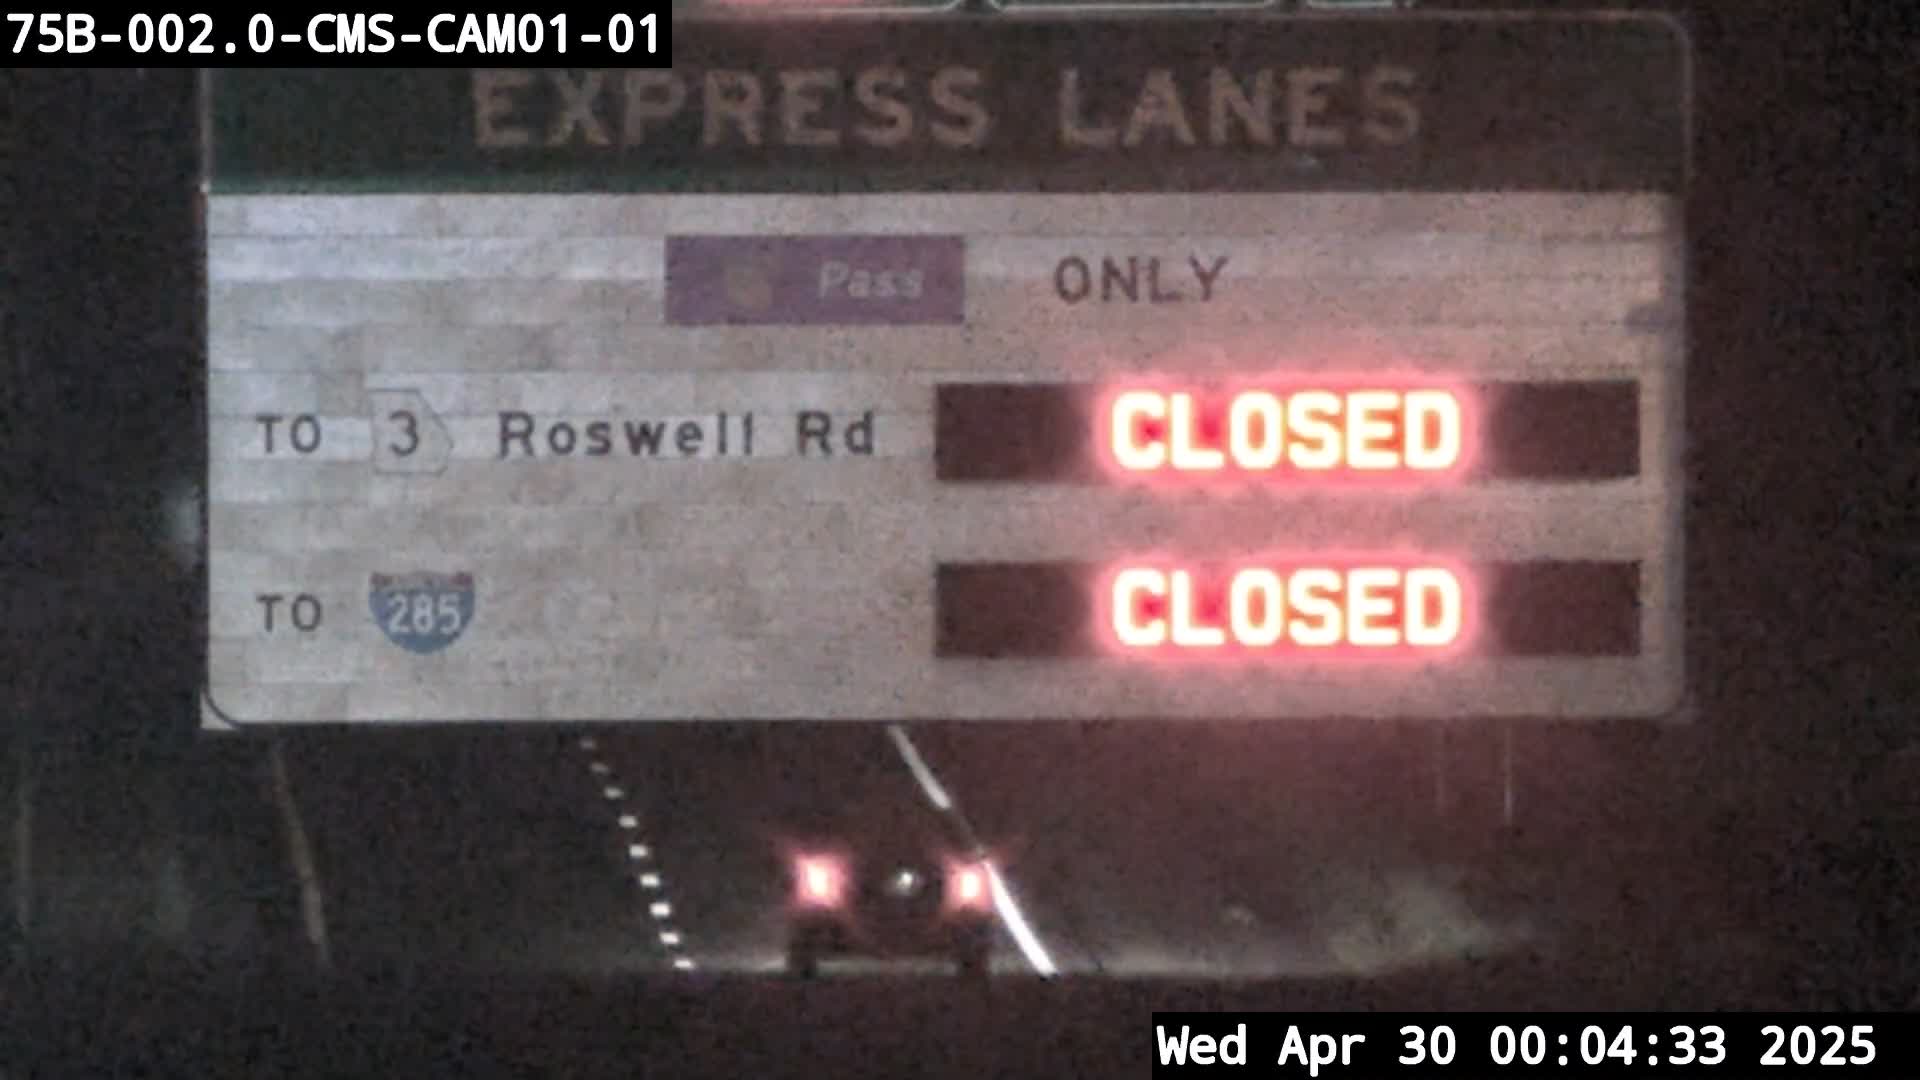 75B-002.0-CMS-CAM01-01
EXPRESS LANES
Pass ONLY
TO 3 Roswell Rd CLOSED
TO 285 CLOSED
Wed Apr 30 00:04:33 2025